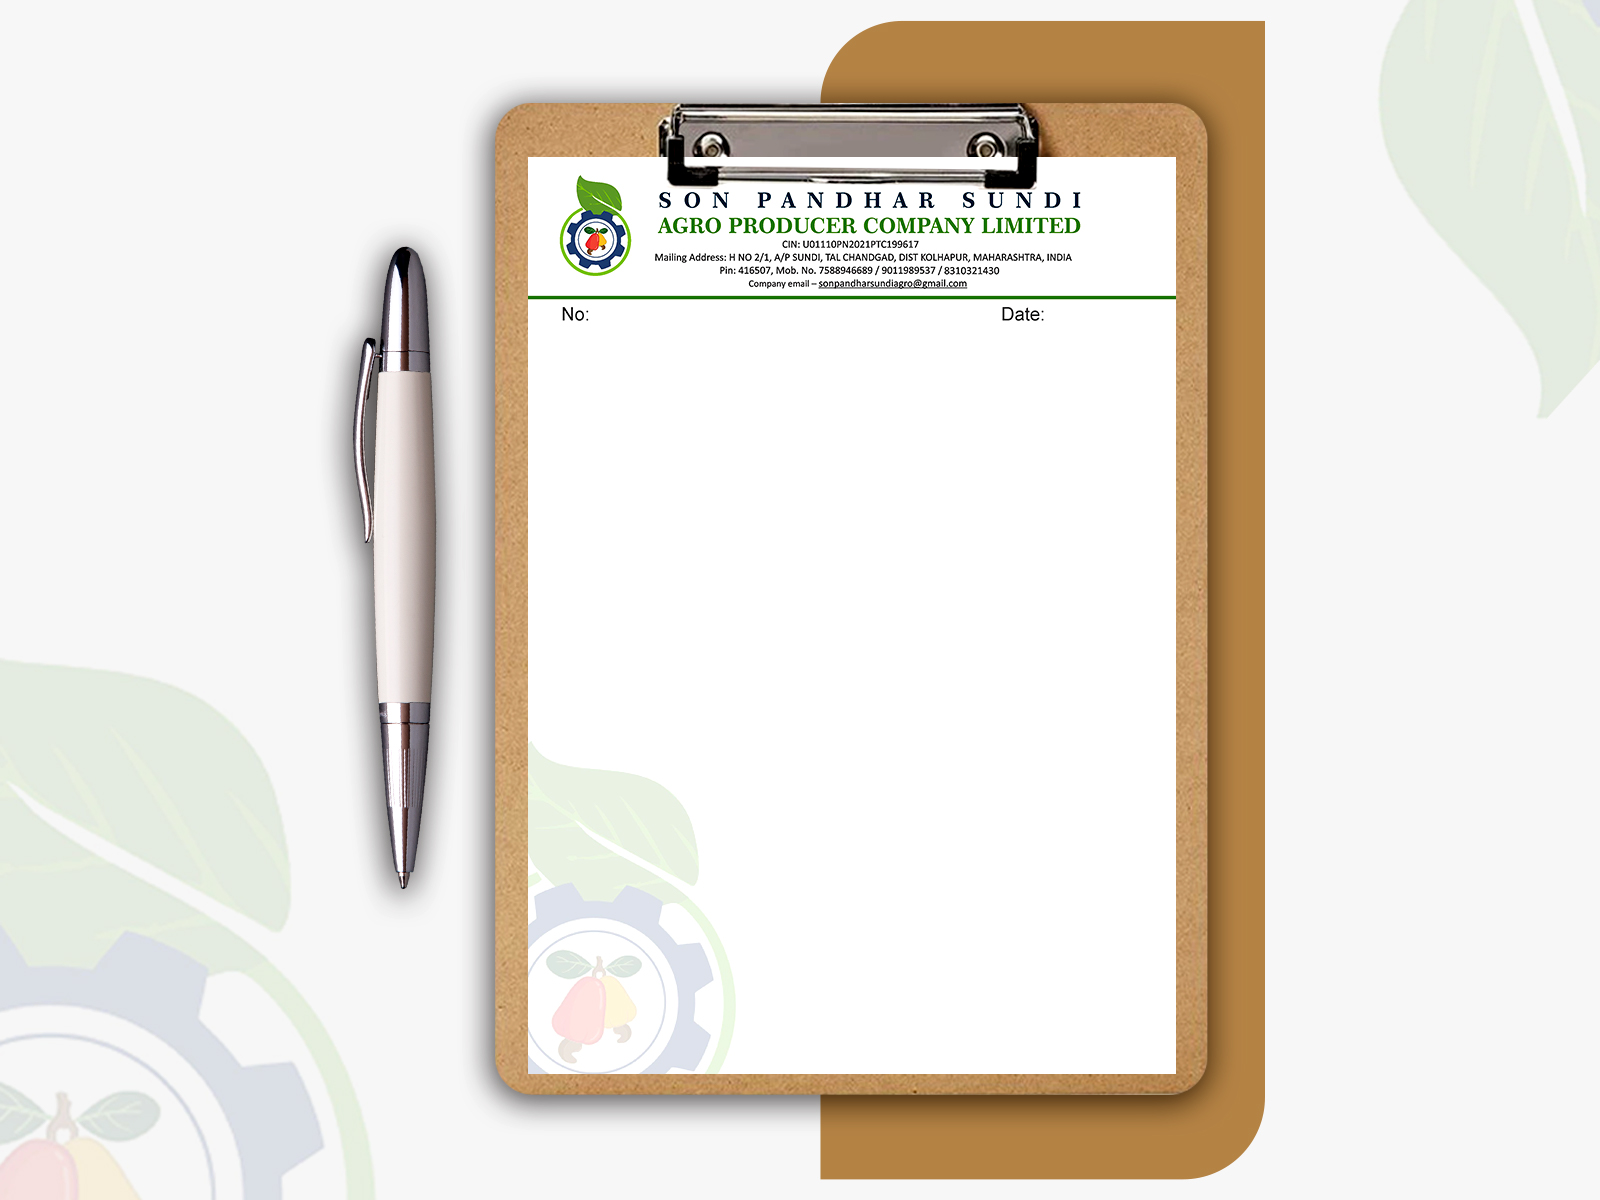 SON PANDHAR SUNDI
AGRO PRODUCER COMPANY LIMITED
CIN: U01110PN2021PTC199617
Mailing Address: H NO 2/1, A/P SUNDI, TAL CHANDGAD, DIST KOLHAPUR, MAHARASHTRA, INDIA
Pin: 416507, Mob. No. 7588946689 / 9011989537 / 8310321430
Company email – sonpandharsundiagro@gmail.com
No: Date: